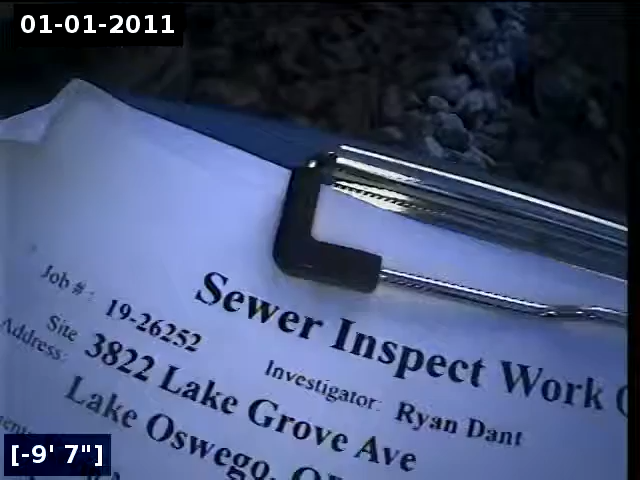 01-01-2011
Sewer Inspect Work
Job #: 19-26252
Investigator: Ryan Dant
Site Address: 3822 Lake Grove Ave
Lake Oswego,
[-9' 7"]